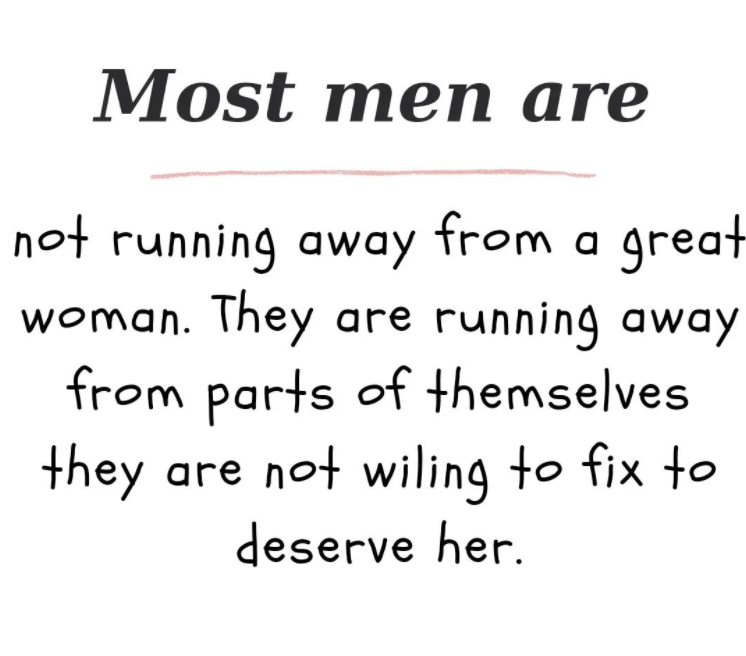 Most men are
not running away from a great
woman. They are running away
from parts of themselves
they are not wiling to fix to
deserve her.